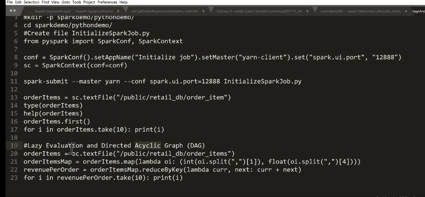 File Edit Selection Find View Goto Tools Project Preferences Help
4 mkdir -p sparkdemo/pythondemo/
4 cd sparkdemo/pythondemo/
5 #Create file InitializeSparkJob.py
6 from pyspark import SparkConf, SparkContext
7
8 conf = SparkConf().setAppName("Initialize job").setMaster("yarn-client").set("spark.ui.port", "12888")
9 sc = SparkContext(conf=conf)
10
11 spark-submit --master yarn --conf spark.ui.port=12888 InitializeSparkJob.py
12
13 orderItems = sc.textFile("/public/retail_db/order_item")
14 type(orderItems)
15 help(orderItems)
16 orderItems.first()
17 for i in orderItems.take(10): print(i)
18
19 #Lazy Evaluation and Directed Acyclic Graph (DAG)
20 orderItems = sc.textFile("/public/retail_db/order_items")
21 orderItemsMap = orderItems.map(lambda oi: (int(oi.split(",")[1]), float(oi.split(",")[4])))
22 revenuePerOrder = orderItemsMap.reduceByKey(lambda curr, next: curr + next)
23 for i in revenuePerOrder.take(10): print(i)